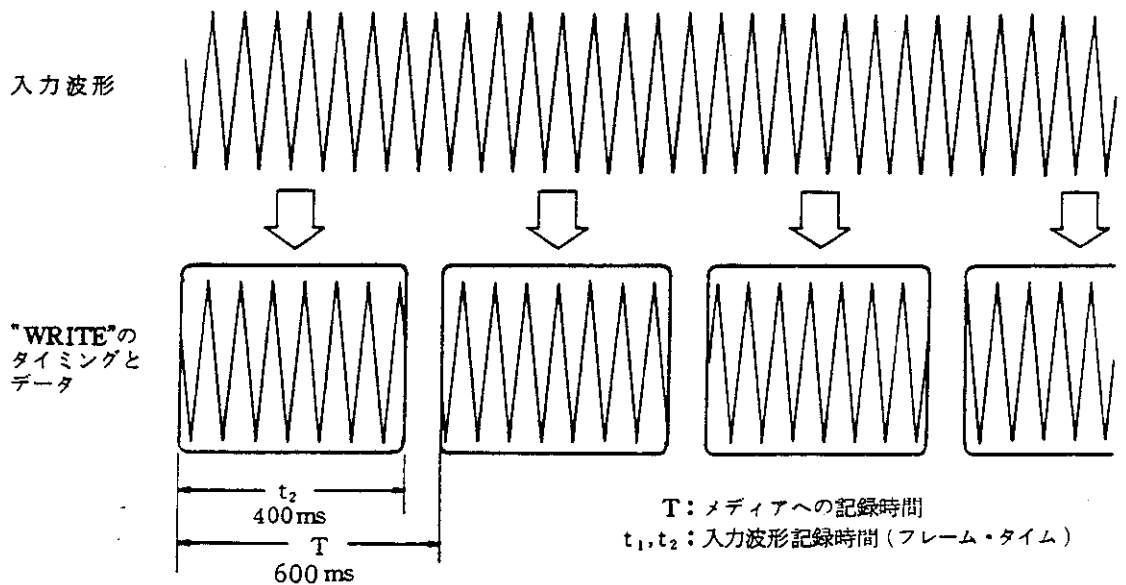 入力波形
"WRITE"の
タイミングと
データ
t₂
400ms
T
600ms
T：メディアへの記録時間
t₁,t₂：入力波形記録時間（フレーム・タイム）